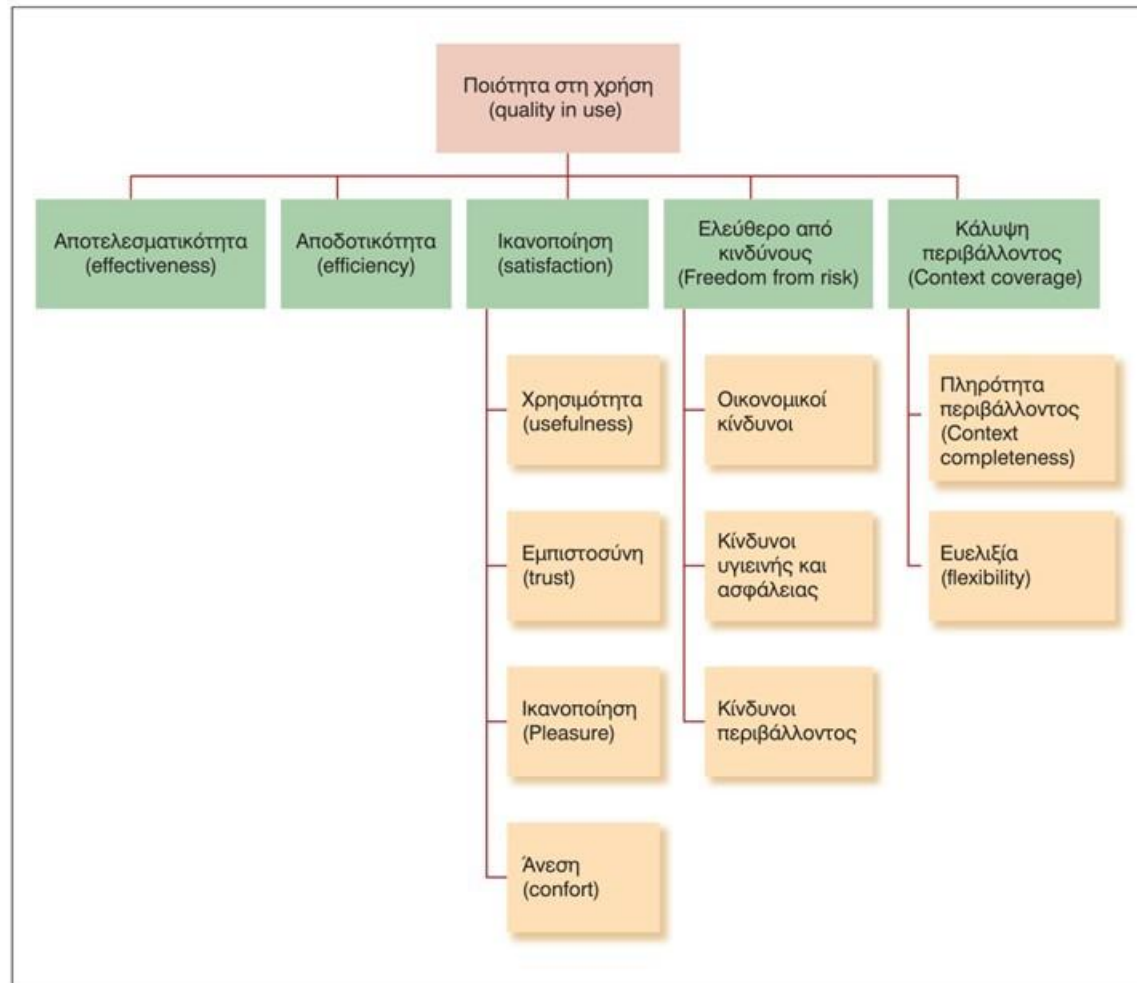 Ποιότητα στη χρήση
(quality in use)
Αποτελεσματικότητα
(effectiveness)
Αποδοτικότητα
(efficiency)
Ικανοποίηση
(satisfaction)
Ελεύθερο από
κινδύνους
(Freedom from risk)
Κάλυψη
περιβάλλοντος
(Context coverage)
Χρησιμότητα
(usefulness)
Εμπιστοσύνη
(trust)
Ικανοποίηση
(Pleasure)
Άνεση
(confort)
Οικονομικοί
κίνδυνοι
Κίνδυνοι
υγιεινής και
ασφάλειας
Κίνδυνοι
περιβάλλοντος
Πληρότητα
περιβάλλοντος
(Context
completeness)
Ευελιξία
(flexibility)